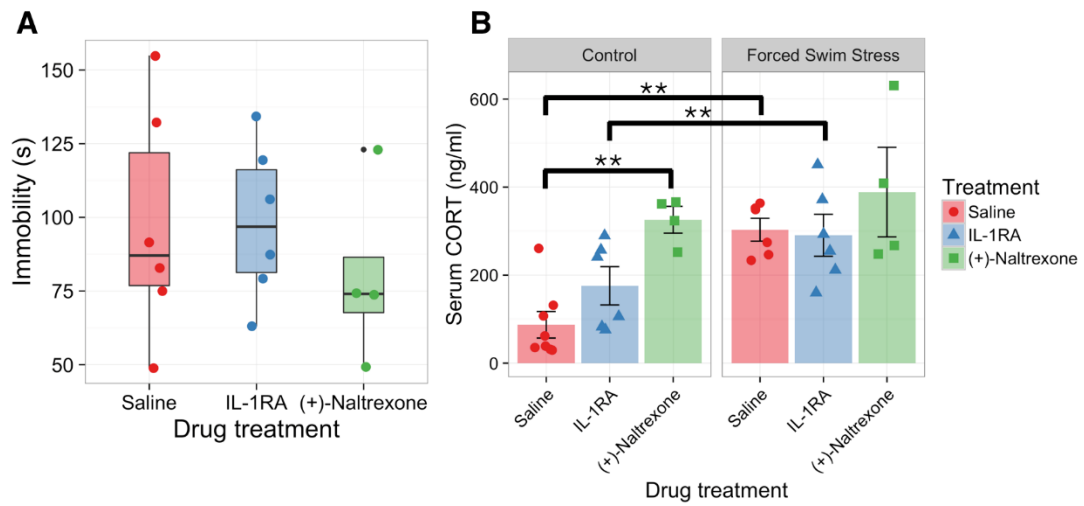 A
Immobility (s)
150
125
100
75
50
Saline
IL-1RA
(+)-Naltrexone
Drug treatment
B
Control
Forced Swim Stress
Serum CORT (ng/ml)
600
400
200
0
**
**
**
Saline
IL-1RA
(+)-Naltrexone
Saline
IL-1RA
(+)-Naltrexone
Drug treatment
Treatment
Saline
IL-1RA
(+)-Naltrexone